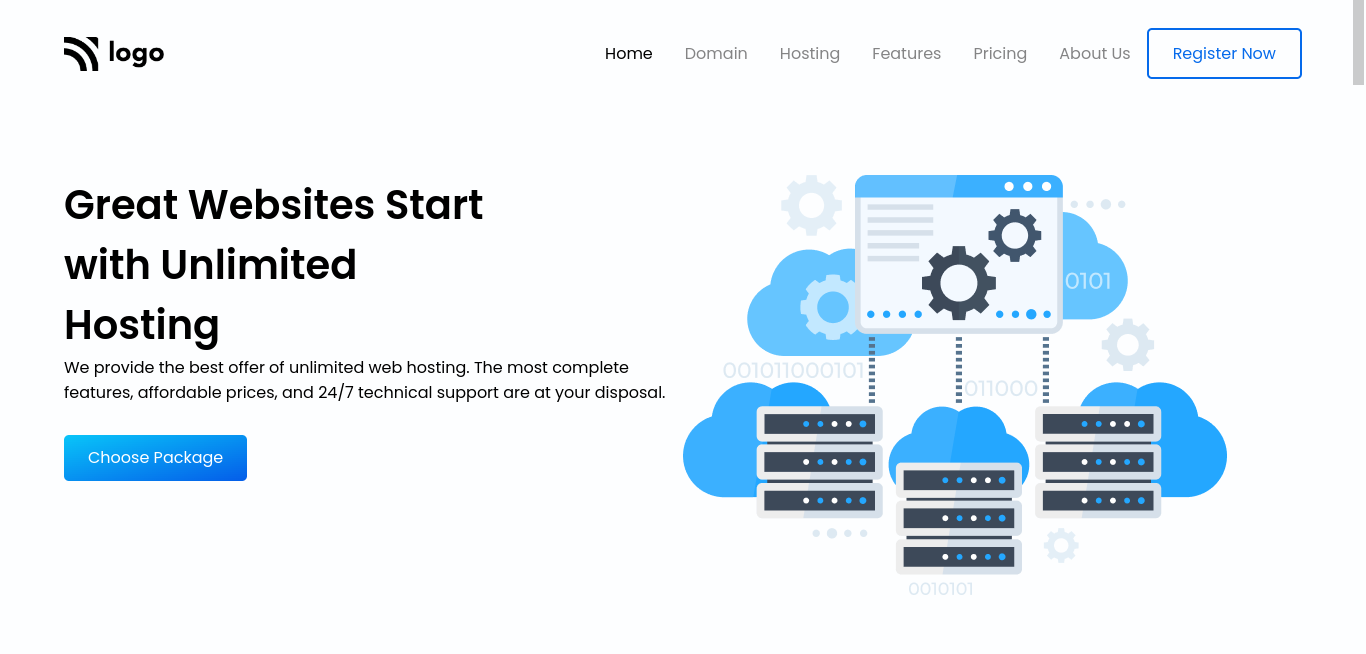 logo
Home Domain Hosting Features Pricing About Us Register Now
Great Websites Start
with Unlimited
Hosting
We provide the best offer of unlimited web hosting. The most complete
features, affordable prices, and 24/7 technical support are at your disposal.
Choose Package
0101
001011000101
011000
0010101